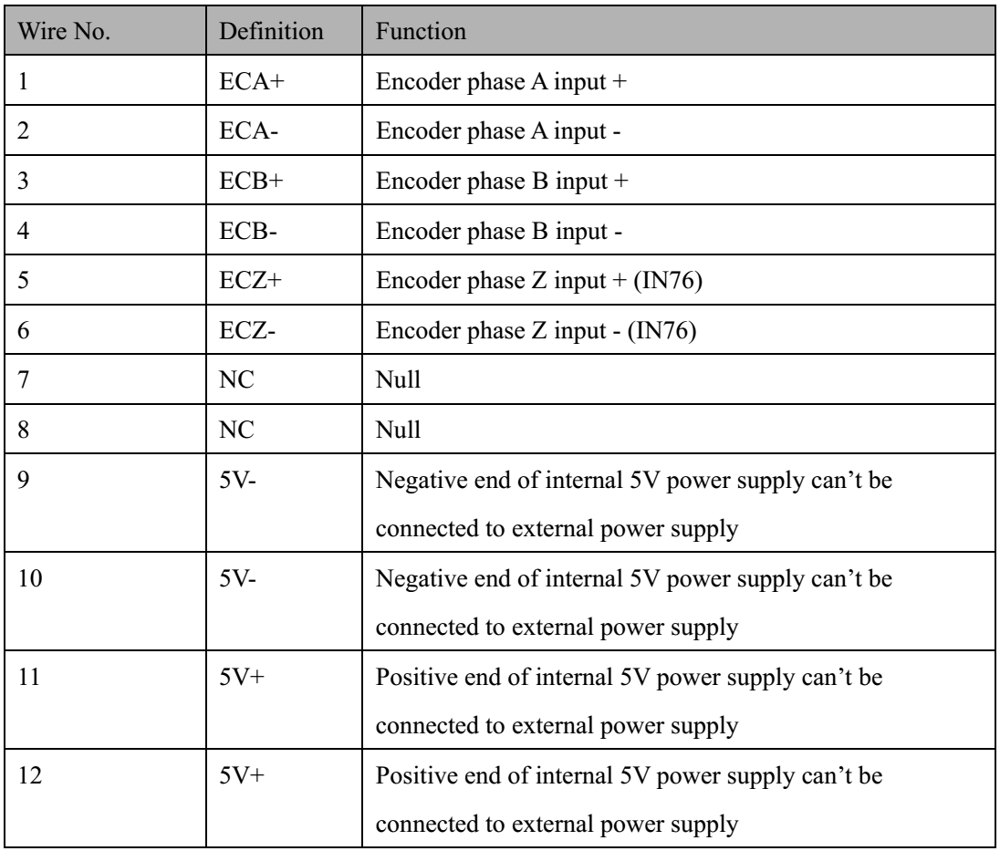 Wire No. Definition Function
1 ECA+ Encoder phase A input +
2 ECA- Encoder phase A input -
3 ECB+ Encoder phase B input +
4 ECB- Encoder phase B input -
5 ECZ+ Encoder phase Z input + (IN76)
6 ECZ- Encoder phase Z input - (IN76)
7 NC Null
8 NC Null
9 5V- Negative end of internal 5V power supply can’t be
connected to external power supply
10 5V- Negative end of internal 5V power supply can’t be
connected to external power supply
11 5V+ Positive end of internal 5V power supply can’t be
connected to external power supply
12 5V+ Positive end of internal 5V power supply can’t be
connected to external power supply